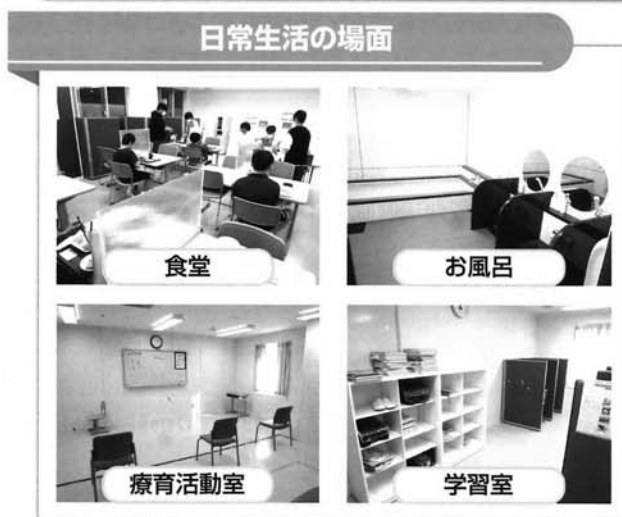 日常生活の場面
食堂
お風呂
療育活動室
学習室